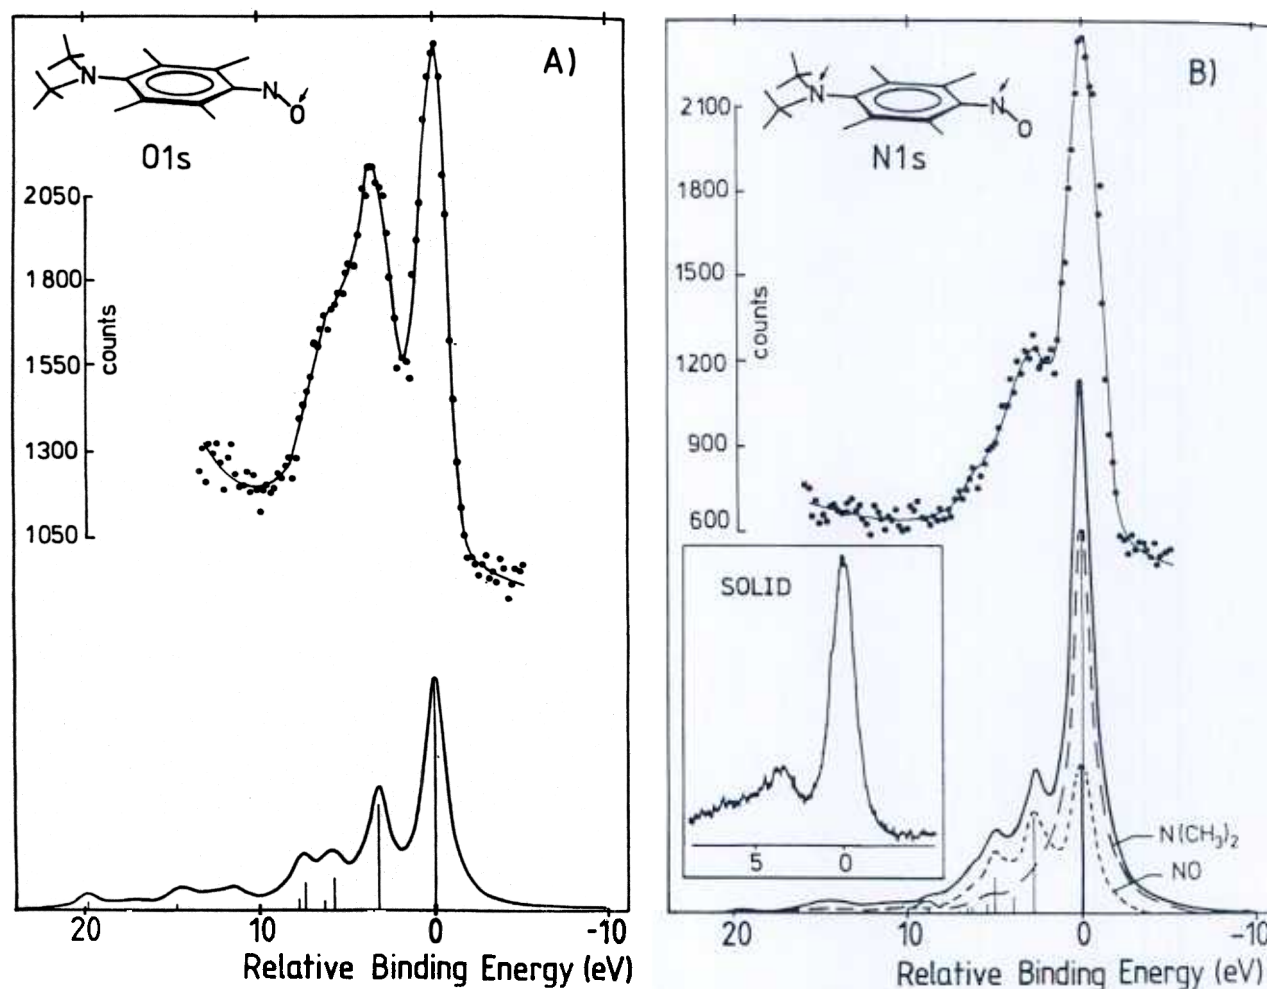 A)
N
N
O
O1s
2050
1800
1550
1300
1050
counts
20
10
0
-10
Relative Binding Energy (eV)
B)
N
N
O
N1s
2100
1800
1500
1200
900
600
counts
SOLID
5
0
N(CH₃)₂
NO
20
10
0
-10
Relative Binding Energy (eV)